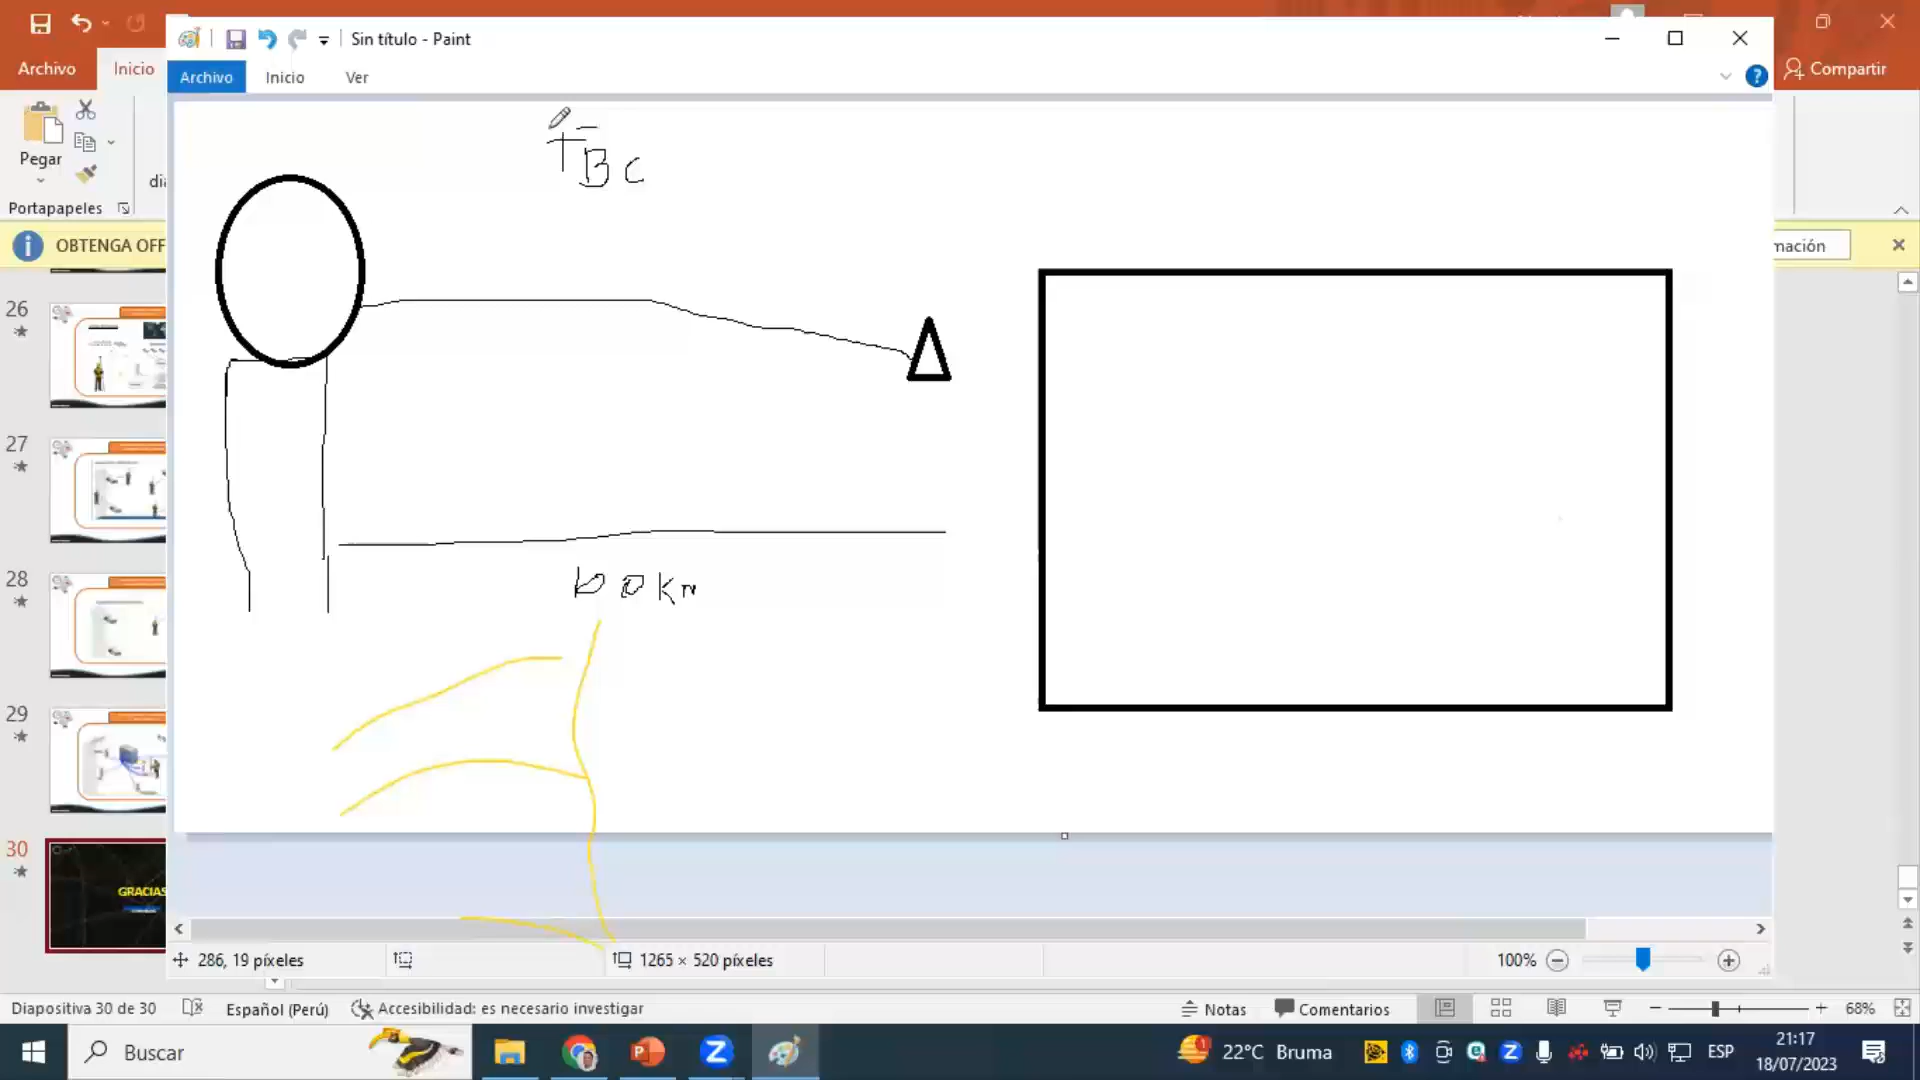 Sin título - Paint
Archivo
Inicio
Compartir
Archivo
Inicio
Ver
?
Pegar
Portapapeles
OBTENGA OFF
mación
BC
26
27
28
29
30
GRACIAS
286, 19 píxeles
1265 × 520 píxeles
100%
Diapositiva 30 de 30
Español (Perú)
Accesibilidad: es necesario investigar
Notas
Comentarios
68%
Buscar
1
22°C Bruma
ESP
21:17
18/07/2023